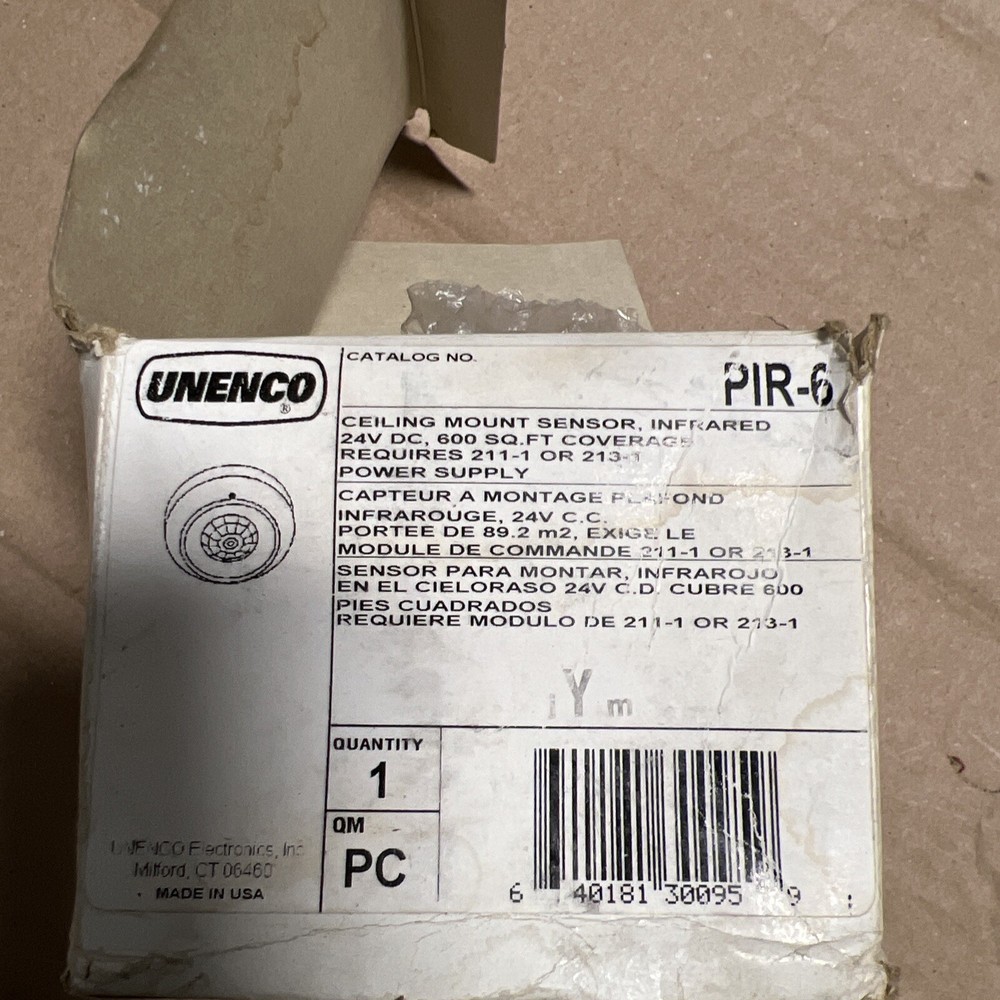 UNENCO
®
CATALOG NO.
PIR-6
CEILING MOUNT SENSOR, INFRARED
24V DC, 600 SQ.FT COVERAGE
REQUIRES 211-1 OR 213-1
POWER SUPPLY
CAPTEUR A MONTAGE PLAFOND
INFRAROUGE, 24V C.C.
PORTEE DE 89.2 m2, EXIGE LE
MODULE DE COMMANDE 211-1 OR 213-1
SENSOR PARA MONTAR, INFRAROJO
EN EL CIELORASO 24V C.D. CUBRE 600
PIES CUADRADOS
REQUIERE MODULO DE 211-1 OR 213-1
Y m
QUANTITY
1
QM
PC
UNENCO Electronics, Inc
Milford, CT 06460
MADE IN USA
6 40181 30095 9